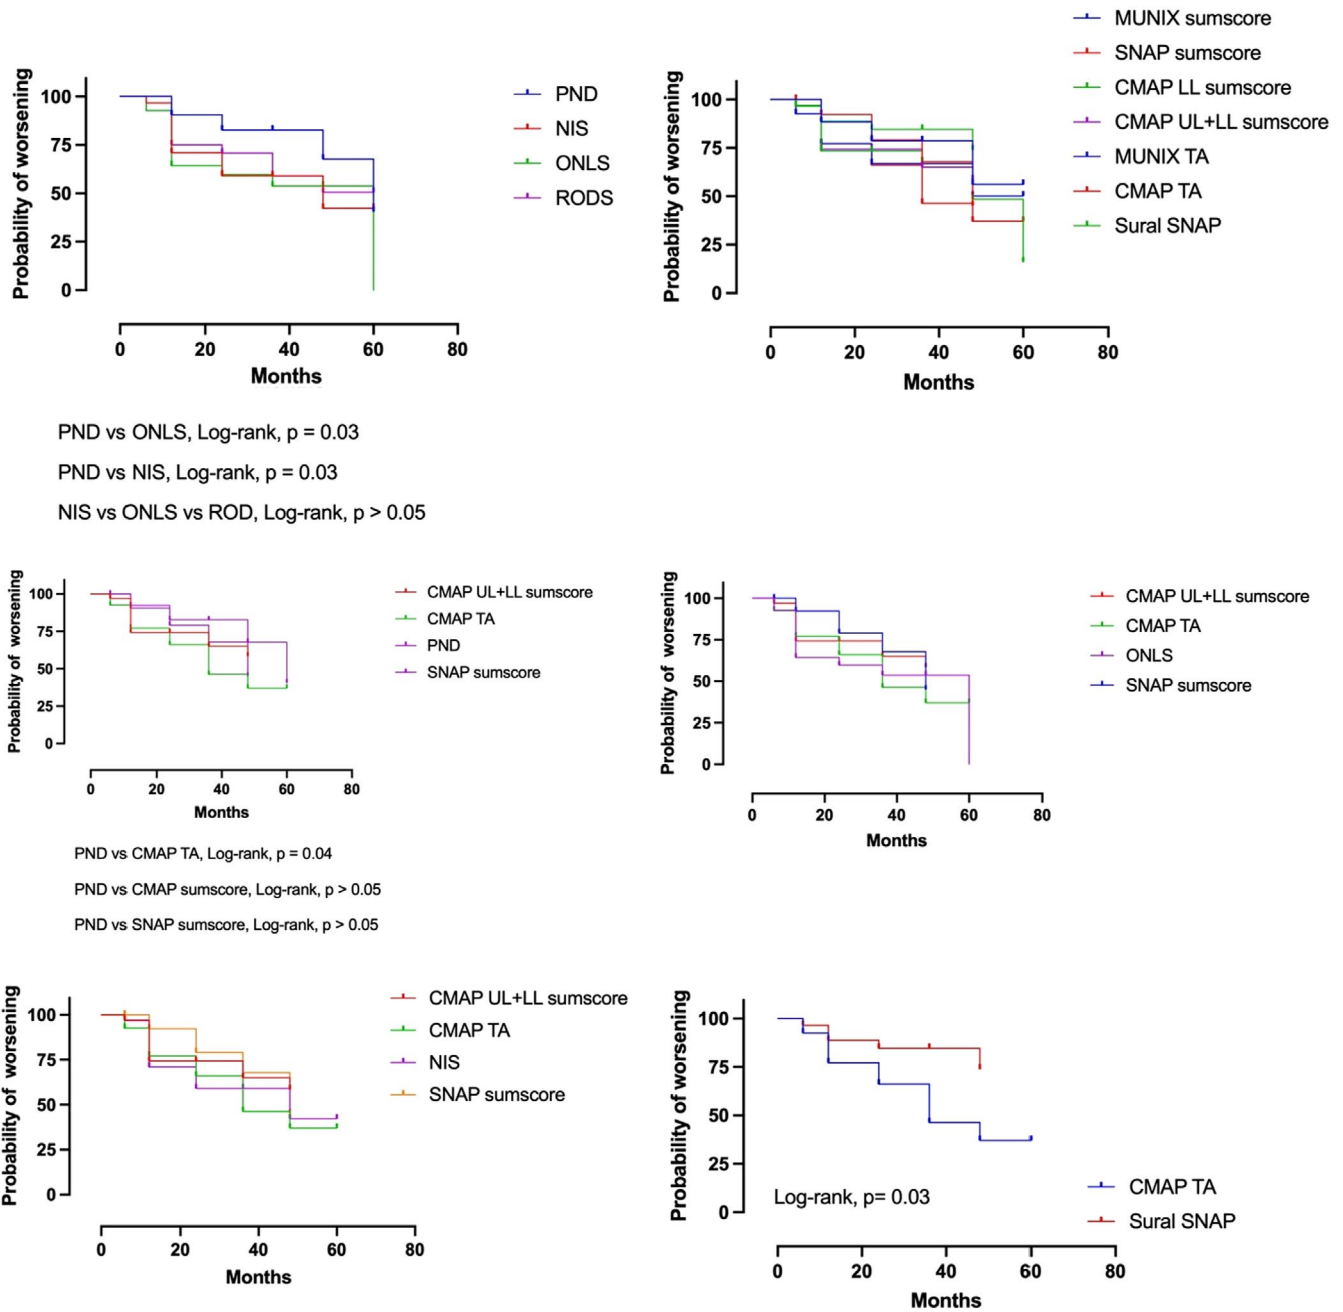 Probability of worsening
100
75
50
25
0
0 20 40 60 80
Months
PND
NIS
ONLS
RODS
Probability of worsening
100
75
50
25
0
0 20 40 60 80
Months
MUNIX sumscore
SNAP sumscore
CMAP LL sumscore
CMAP UL+LL sumscore
MUNIX TA
CMAP TA
Sural SNAP
PND vs ONLS, Log-rank, p = 0.03
PND vs NIS, Log-rank, p = 0.03
NIS vs ONLS vs ROD, Log-rank, p > 0.05
Probability of worsening
100
75
50
25
0
0 20 40 60 80
Months
CMAP UL+LL sumscore
CMAP TA
PND
SNAP sumscore
Probability of worsening
100
75
50
25
0
0 20 40 60 80
Months
CMAP UL+LL sumscore
CMAP TA
ONLS
SNAP sumscore
PND vs CMAP TA, Log-rank, p = 0.04
PND vs CMAP sumscore, Log-rank, p > 0.05
PND vs SNAP sumscore, Log-rank, p > 0.05
Probability of worsening
100
75
50
25
0
0 20 40 60 80
Months
CMAP UL+LL sumscore
CMAP TA
NIS
SNAP sumscore
Probability of worsening
100
75
50
25
0
Log-rank, p= 0.03
0 20 40 60 80
Months
CMAP TA
Sural SNAP